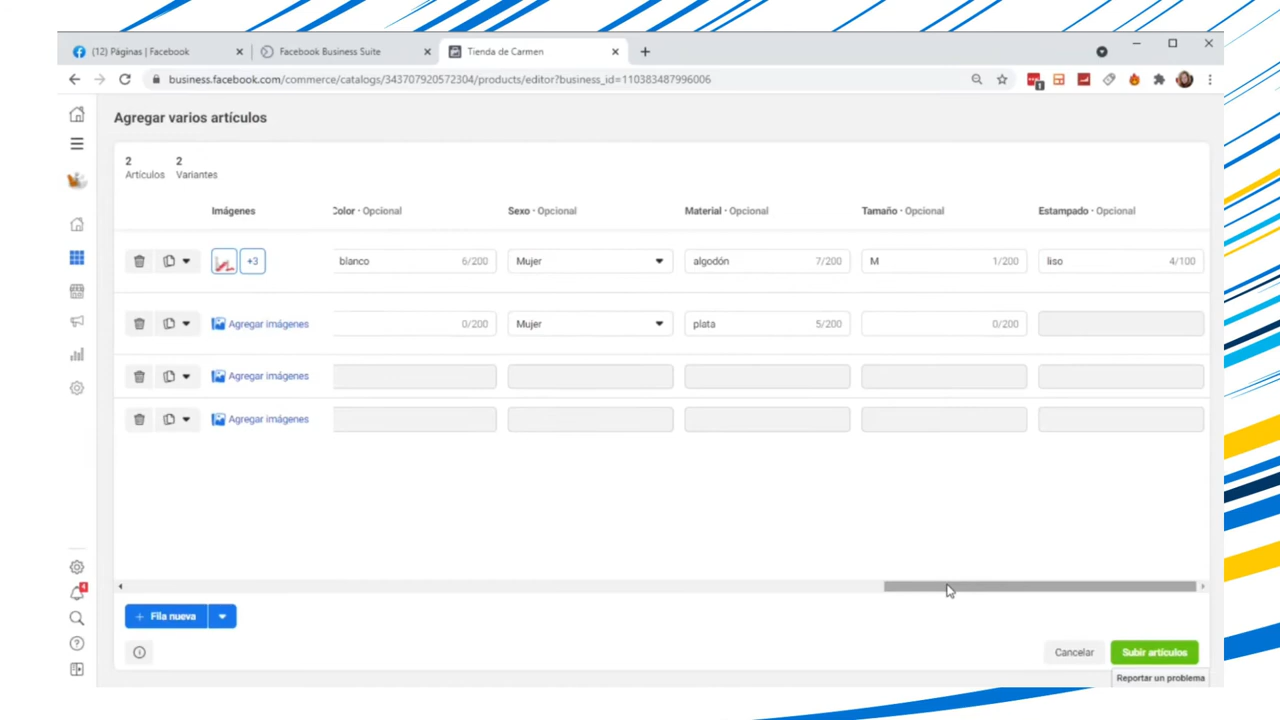 (12) Páginas | Facebook
Facebook Business Suite
Tienda de Carmen
business.facebook.com/commerce/catalogs/343707920572304/products/editor?business_id=110383487996006
1
Agregar varios artículos
2 2
Artículos Variantes
Imágenes Color · Opcional Sexo · Opcional Material · Opcional Tamaño · Opcional Estampado · Opcional
+3 blanco 6/200 Mujer algodón 7/200 M 1/200 liso 4/100
Agregar imágenes 0/200 Mujer plata 5/200 0/200
Agregar imágenes
Agregar imágenes
4
+ Fila nueva
Cancelar Subir artículos
Reportar un problema